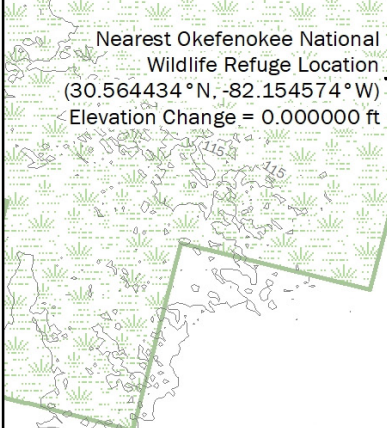 Nearest Okefenokee National
Wildlife Refuge Location
(30.564434°N, -82.154574°W)
Elevation Change = 0.000000 ft
115
115